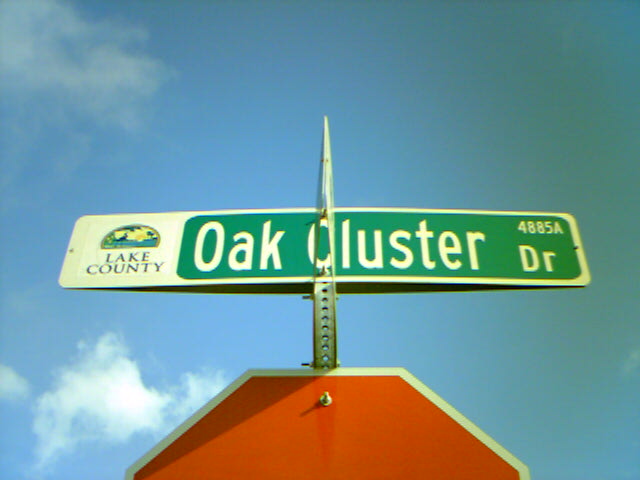 LAKE
COUNTY
Oak Cluster Dr
4885A